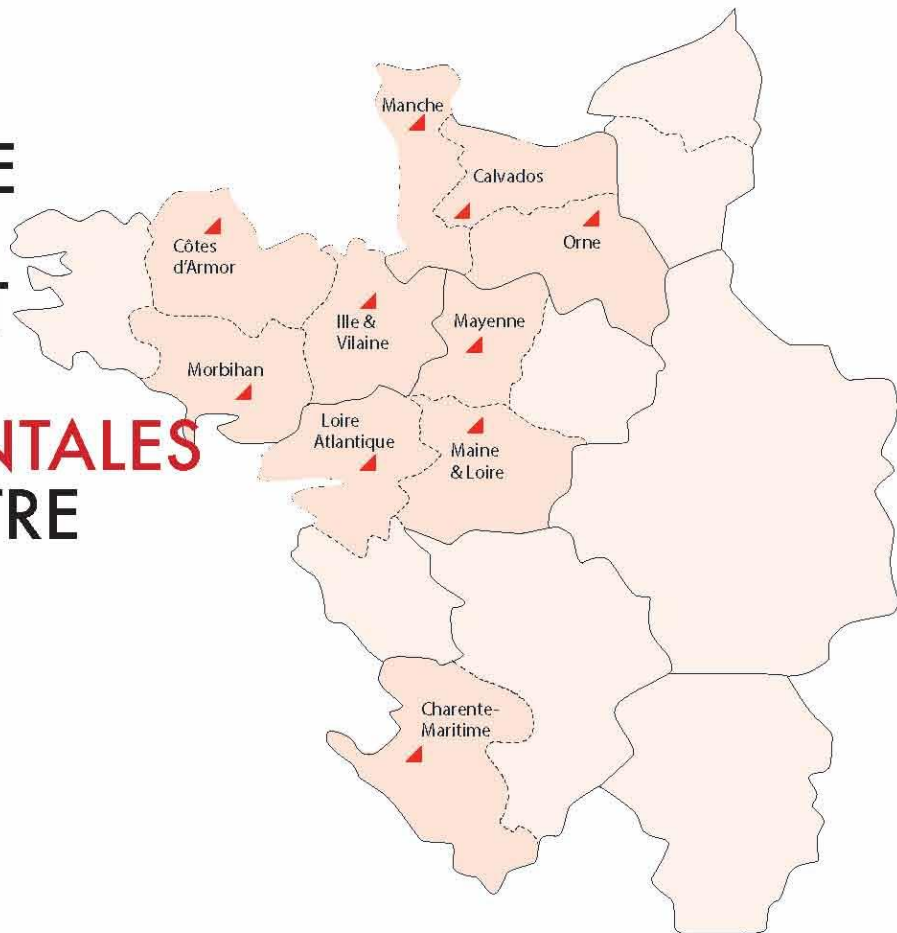 E
T
NTALES
TRE
Manche
Calvados
Orne
Côtes
d'Armor
Ille &
Vilaine
Mayenne
Morbihan
Loire
Atlantique
Maine
& Loire
Charente-
Maritime